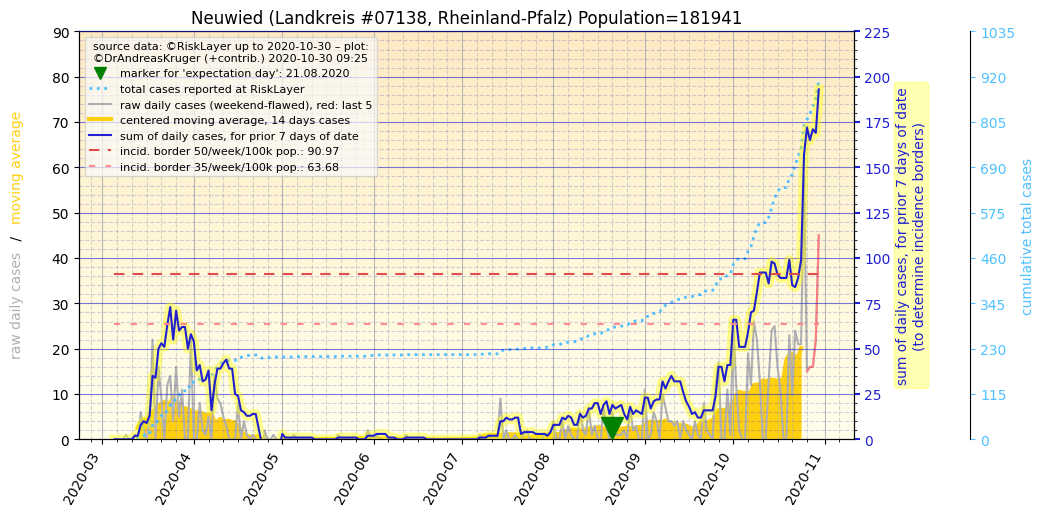 Neuwied (Landkreis #07138, Rheinland-Pfalz) Population=181941
source data: ©RiskLayer up to 2020-10-30 – plot:
©DrAndreasKruger (+contrib.) 2020-10-30 09:25
marker for 'expectation day': 21.08.2020
total cases reported at RiskLayer
raw daily cases (weekend-flawed), red: last 5
centered moving average, 14 days cases
sum of daily cases, for prior 7 days of date
incid. border 50/week/100k pop.: 90.97
incid. border 35/week/100k pop.: 63.68
raw daily cases / moving average
90
80
70
60
50
40
30
20
10
0
2020-03
2020-04
2020-05
2020-06
2020-07
2020-08
2020-09
2020-10
2020-11
225
200
175
150
125
100
75
50
25
0
sum of daily cases, for prior 7 days of date
(to determine incidence borders)
1035
920
805
690
575
460
345
230
115
0
cumulative total cases